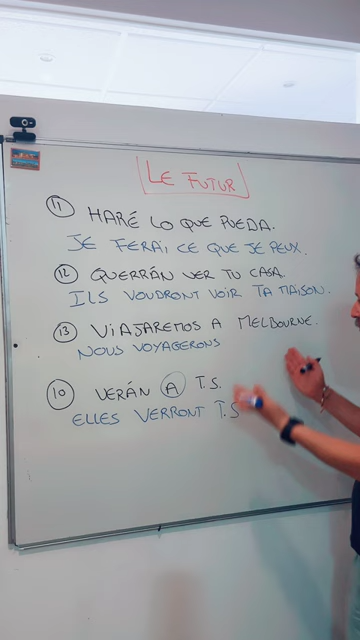 LE FUTUR
11 HARÉ LO QUE PUEDA.
JE FERAI, CE QUE JE PEUX.
12 QUERRÁN VER TU CASA
ILS VOUDRONT VOIR TA MAISON.
13 VIAJAREMOS A MELBOURNE.
NOUS VOYAGERONS
10 VERÁN A T.S.
ELLES VERRONT T.S